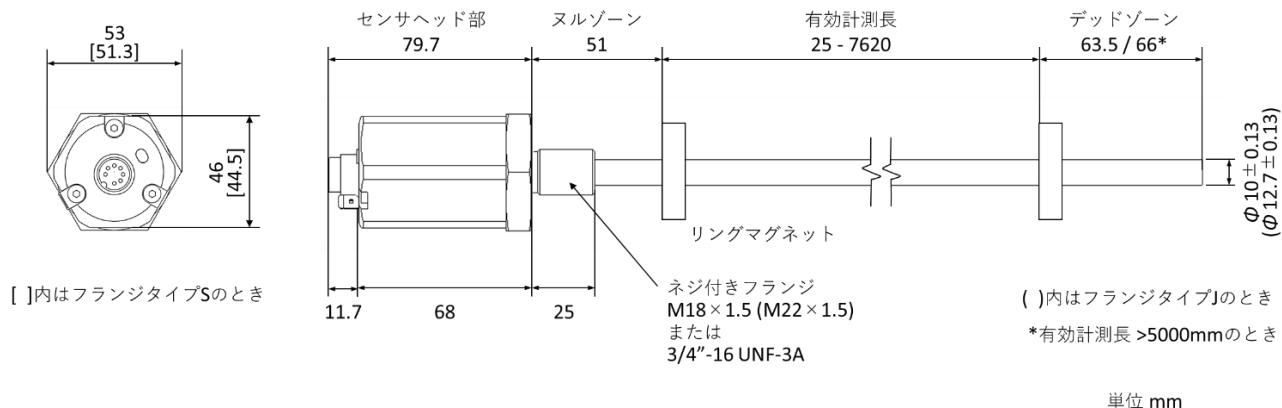 センサヘッド部
79.7
ヌルゾーン
51
有効計測長
25 - 7620
デッドゾーン
63.5 / 66*
53
[51.3]
46
[44.5]
Φ 10 ± 0.13
(Φ 12.7 ± 0.13)
リングマグネット
[ ]内はフランジタイプSのとき
11.7
68
25
ネジ付きフランジ
M18×1.5 (M22×1.5)
または
3/4”-16 UNF-3A
( )内はフランジタイプJのとき
*有効計測長 >5000mmのとき
単位 mm